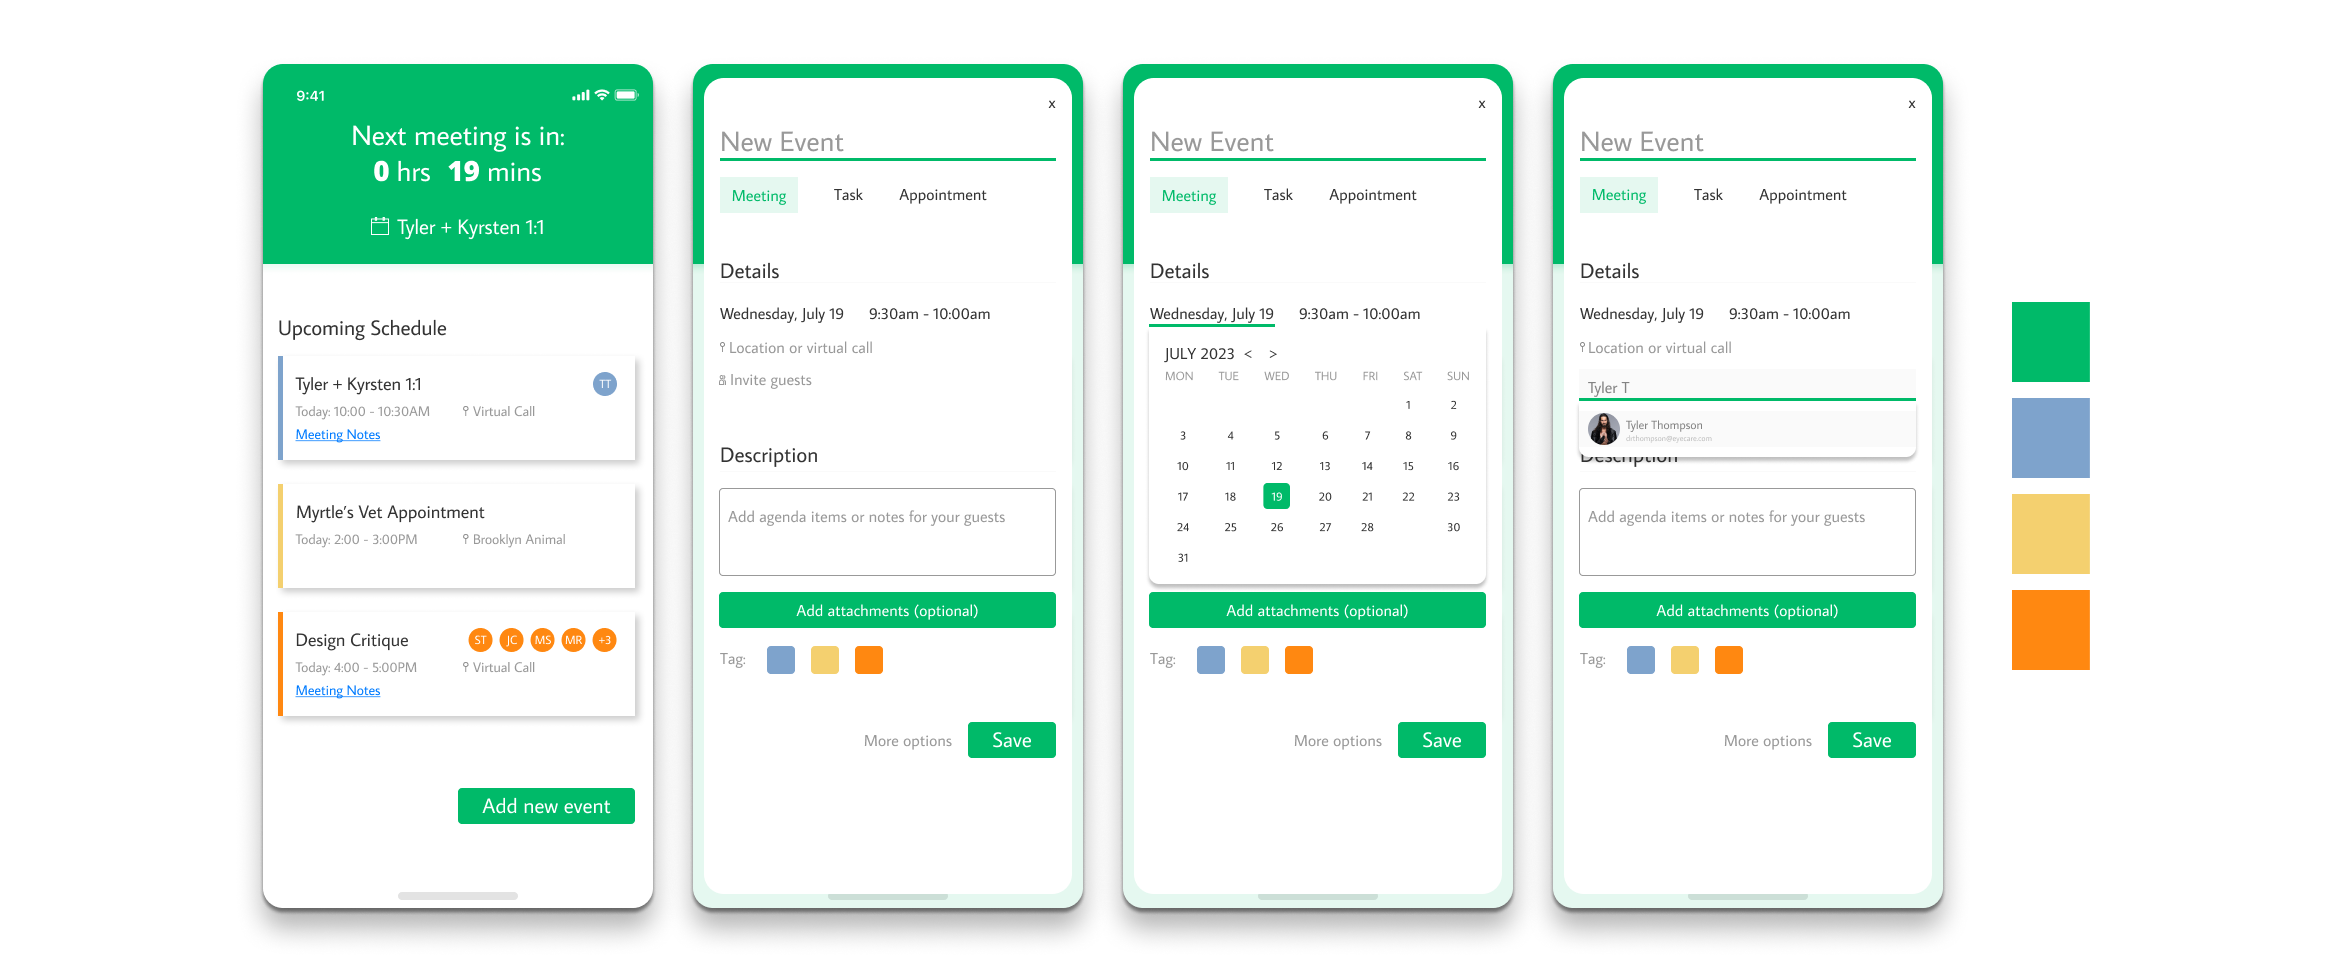 9:41
Next meeting is in:
0 hrs 19 mins
Tyler + Kyrsten 1:1
Upcoming Schedule
Tyler + Kyrsten 1:1 TT
Today: 10:00 - 10:30AM Virtual Call
Meeting Notes
Myrtle's Vet Appointment
Today: 2:00 - 3:00PM Brooklyn Animal
Design Critique ST JC MS MR +3
Today: 4:00 - 5:00PM Virtual Call
Meeting Notes
Add new event
x
New Event
Meeting Task Appointment
Details
Wednesday, July 19 9:30am - 10:00am
Location or virtual call
Invite guests
Description
Add agenda items or notes for your guests
Add attachments (optional)
Tag:
More options Save
x
New Event
Meeting Task Appointment
Details
Wednesday, July 19 9:30am - 10:00am
JULY 2023 < >
MON TUE WED THU FRI SAT SUN
1 2
3 4 5 6 7 8 9
10 11 12 13 14 15 16
17 18 19 20 21 22 23
24 25 26 27 28 30
31
Add attachments (optional)
Tag:
More options Save
x
New Event
Meeting Task Appointment
Details
Wednesday, July 19 9:30am - 10:00am
Location or virtual call
Tyler T
Tyler Thompson
drthompson@eyecare.com
Description
Add agenda items or notes for your guests
Add attachments (optional)
Tag:
More options Save